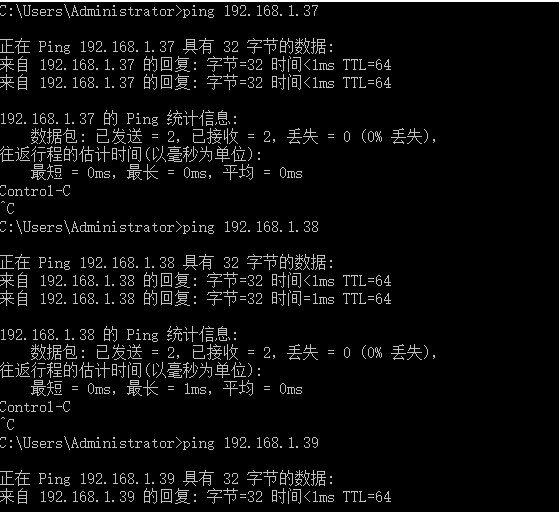 C:\Users\Administrator>ping 192.168.1.37
正在 Ping 192.168.1.37 具有 32 字节的数据:
来自 192.168.1.37 的回复: 字节=32 时间<1ms TTL=64
来自 192.168.1.37 的回复: 字节=32 时间<1ms TTL=64
192.168.1.37 的 Ping 统计信息:
    数据包: 已发送 = 2，已接收 = 2，丢失 = 0 (0% 丢失)，
往返行程的估计时间(以毫秒为单位):
    最短 = 0ms，最长 = 0ms，平均 = 0ms
Control-C
^C
C:\Users\Administrator>ping 192.168.1.38
正在 Ping 192.168.1.38 具有 32 字节的数据:
来自 192.168.1.38 的回复: 字节=32 时间<1ms TTL=64
来自 192.168.1.38 的回复: 字节=32 时间=1ms TTL=64
192.168.1.38 的 Ping 统计信息:
    数据包: 已发送 = 2，已接收 = 2，丢失 = 0 (0% 丢失)，
往返行程的估计时间(以毫秒为单位):
    最短 = 0ms，最长 = 1ms，平均 = 0ms
Control-C
^C
C:\Users\Administrator>ping 192.168.1.39
正在 Ping 192.168.1.39 具有 32 字节的数据:
来自 192.168.1.39 的回复: 字节=32 时间<1ms TTL=64